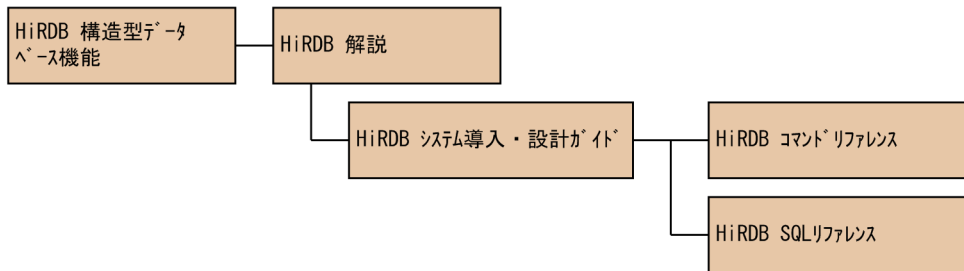 HiRDB 構造型ﾃﾞｰﾀ
ﾍﾞｰｽ機能
HiRDB 解説
HiRDB ｼｽﾃﾑ導入・設計ｶﾞｲﾄﾞ
HiRDB ｺﾏﾝﾄﾞﾘﾌｧﾚﾝｽ
HiRDB SQLﾘﾌｧﾚﾝｽ